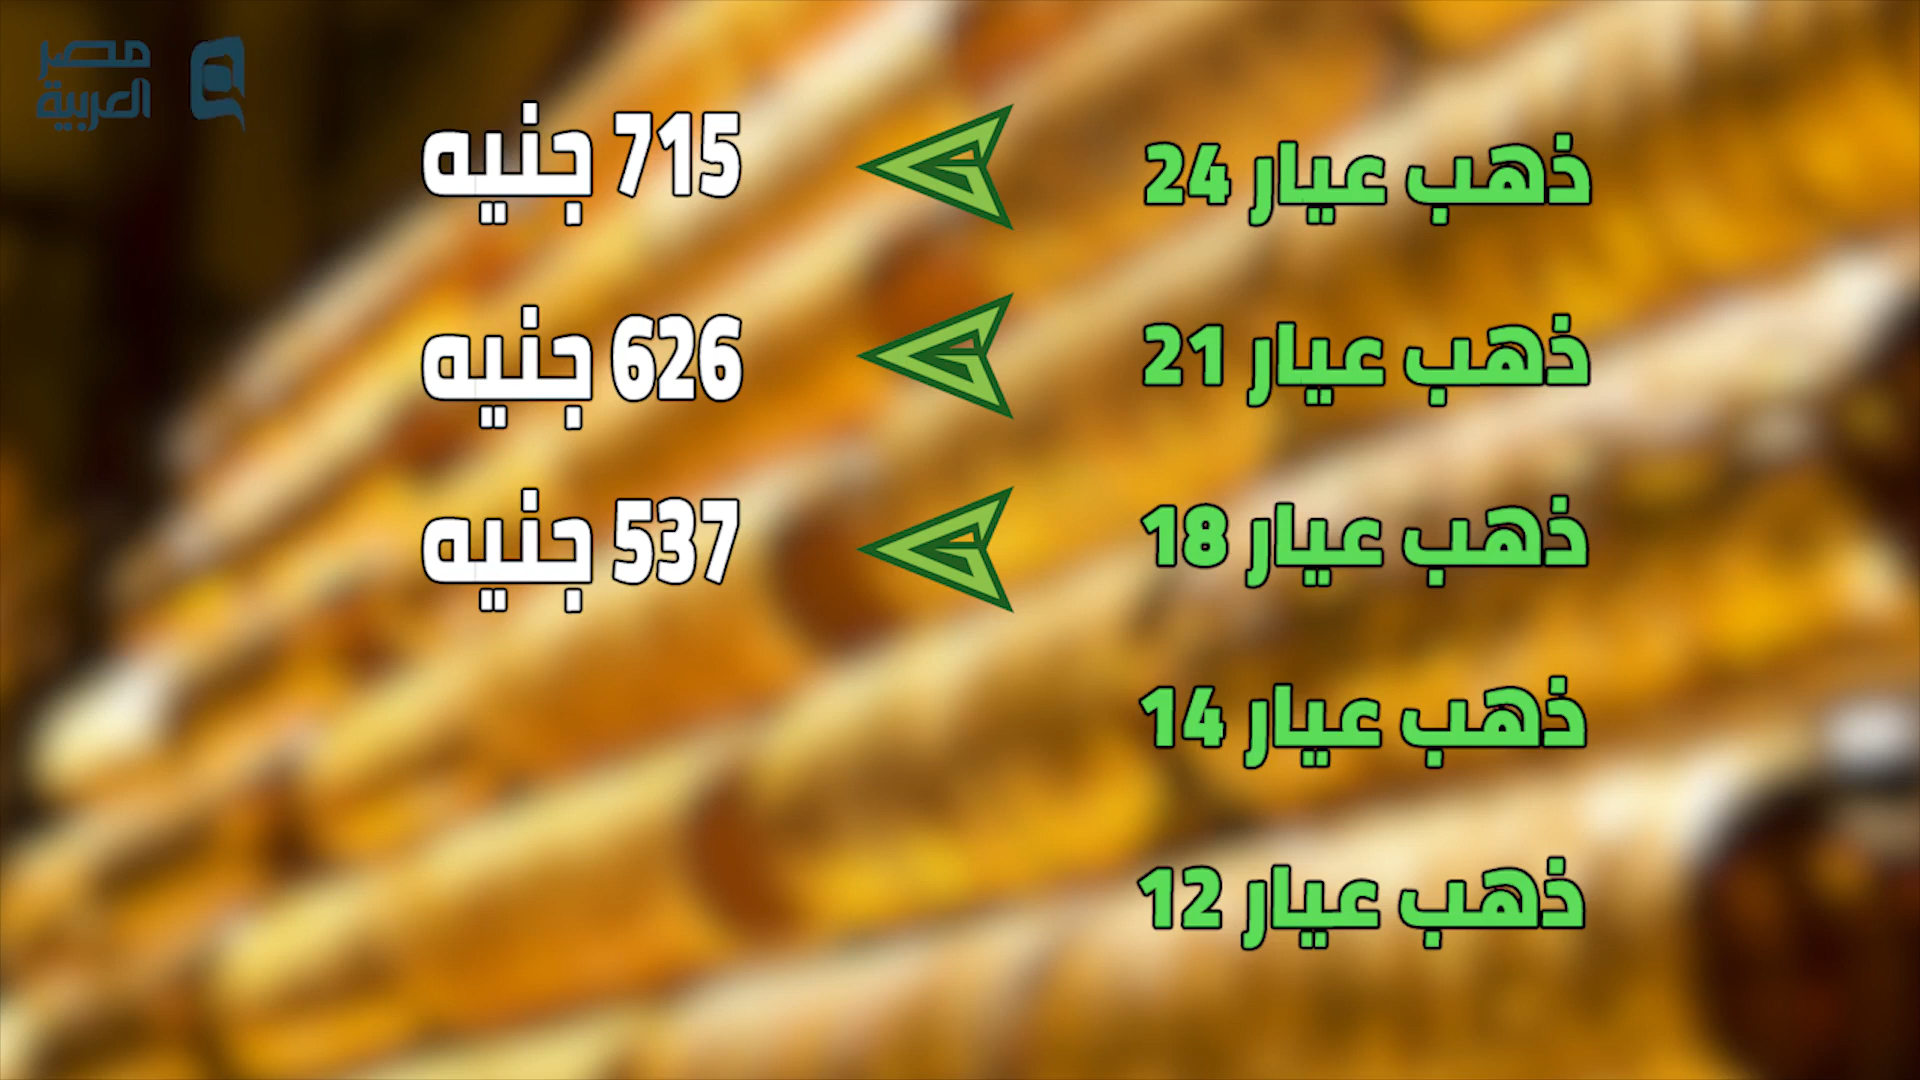 مصر
العربية
ذهب عيار 24 715 جنيه
ذهب عيار 21 626 جنيه
ذهب عيار 18 537 جنيه
ذهب عيار 14
ذهب عيار 12